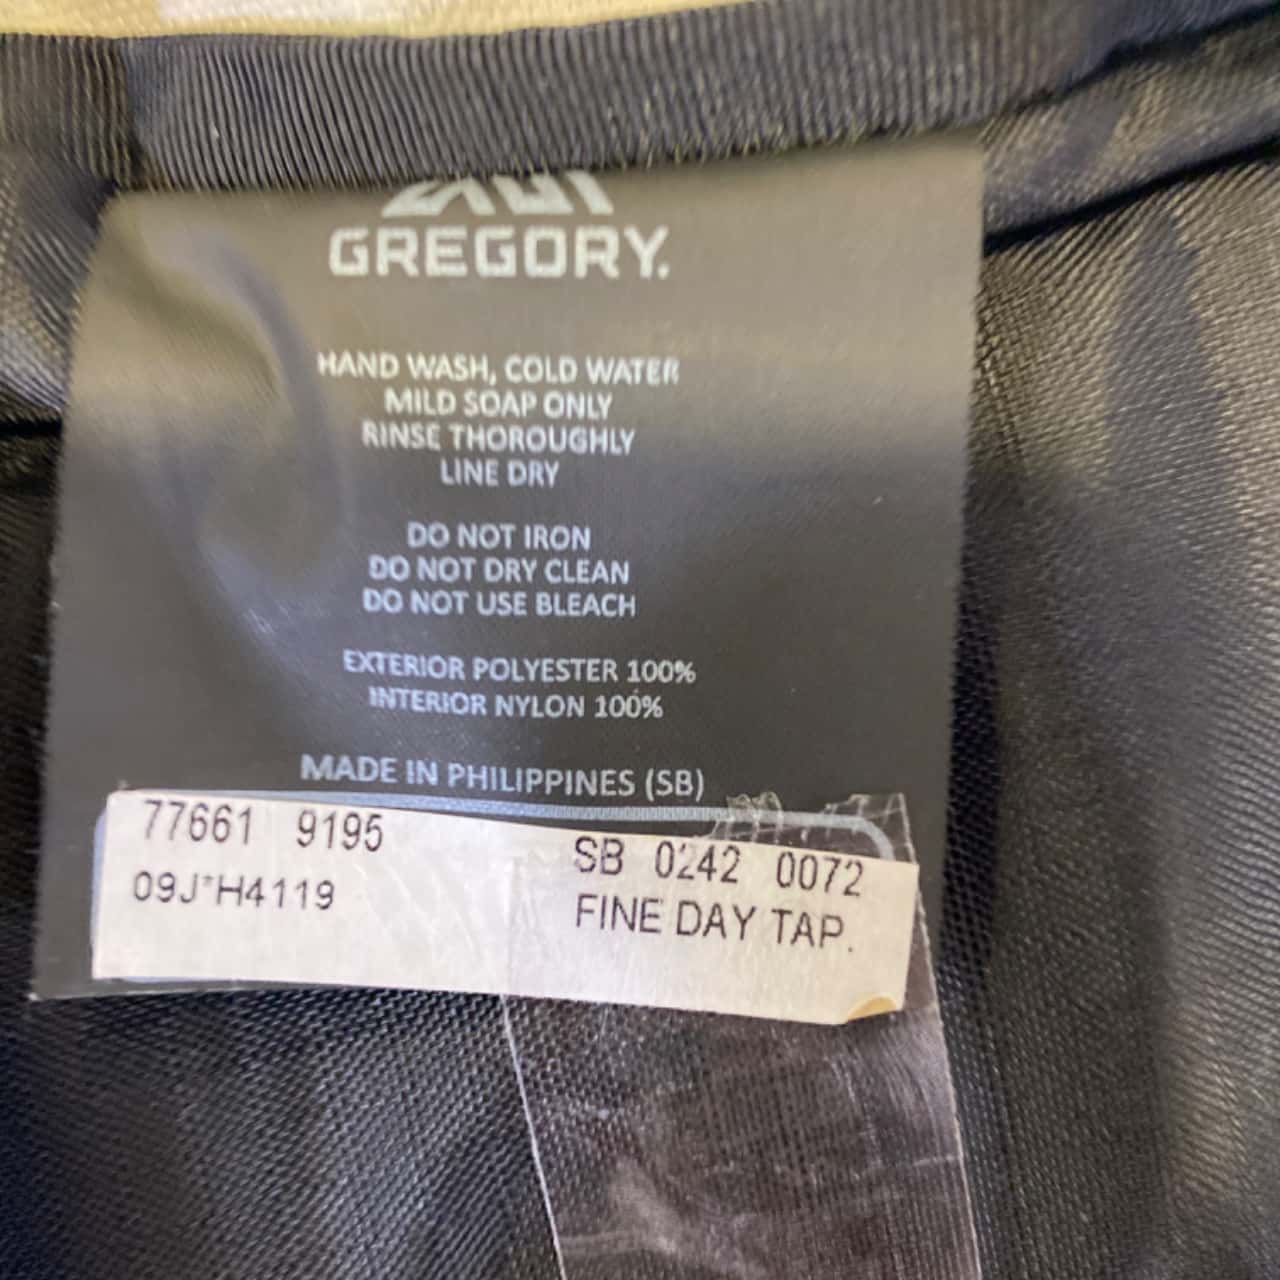 GREGORY.
HAND WASH, COLD WATER
MILD SOAP ONLY
RINSE THOROUGHLY
LINE DRY
DO NOT IRON
DO NOT DRY CLEAN
DO NOT USE BLEACH
EXTERIOR POLYESTER 100%
INTERIOR NYLON 100%
MADE IN PHILIPPINES (SB)
77661 9195 SB 0242 0072
09J*H4119 FINE DAY TAP.